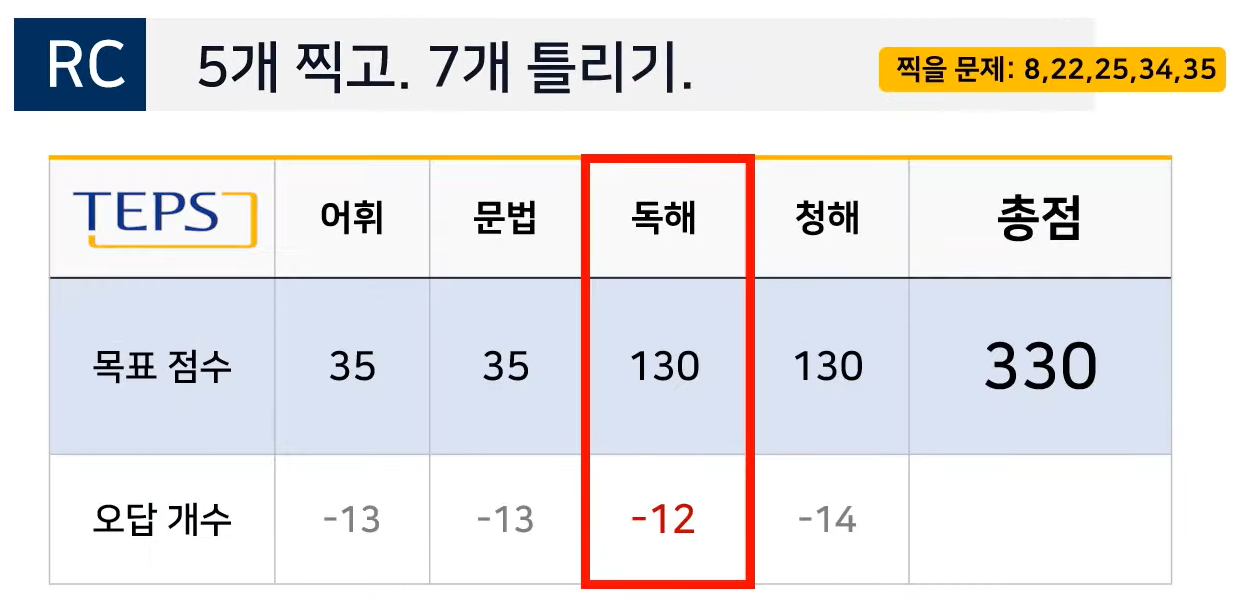 RC 5개 찍고. 7개 틀리기. 찍을 문제: 8,22,25,34,35
TEPS 어휘 문법 독해 청해 총점
목표 점수 35 35 130 130 330
오답 개수 -13 -13 -12 -14